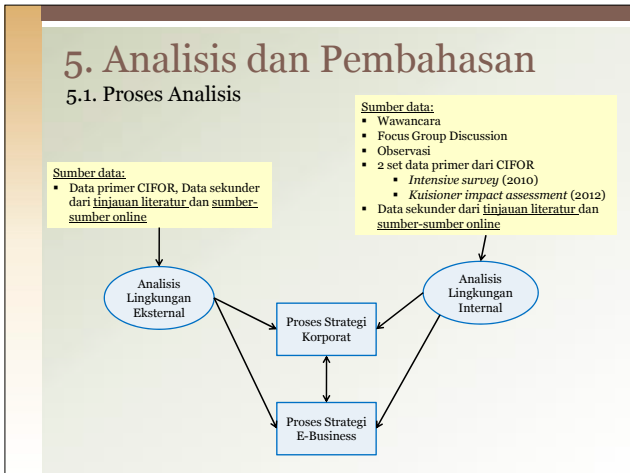 5. Analisis dan Pembahasan
5.1. Proses Analisis
Sumber data:
▪ Wawancara
▪ Focus Group Discussion
▪ Observasi
▪ 2 set data primer dari CIFOR
▪ Intensive survey (2010)
▪ Kuisioner impact assessment (2012)
▪ Data sekunder dari tinjauan literatur dan
sumber-sumber online
Sumber data:
▪ Data primer CIFOR, Data sekunder
dari tinjauan literatur dan sumber-
sumber online
Analisis
Lingkungan
Eksternal
Analisis
Lingkungan
Internal
Proses Strategi
Korporat
Proses Strategi
E-Business